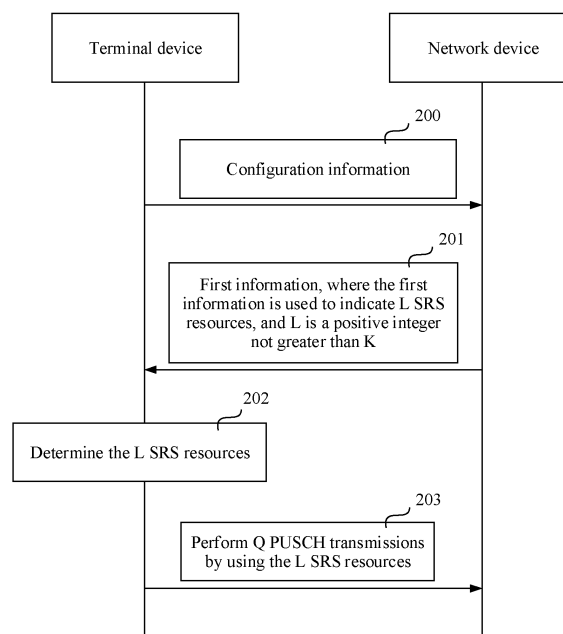 Terminal device
Network device
200
Configuration information
201
First information, where the first
information is used to indicate L SRS
resources, and L is a positive integer
not greater than K
202
Determine the L SRS resources
203
Perform Q PUSCH transmissions
by using the L SRS resources